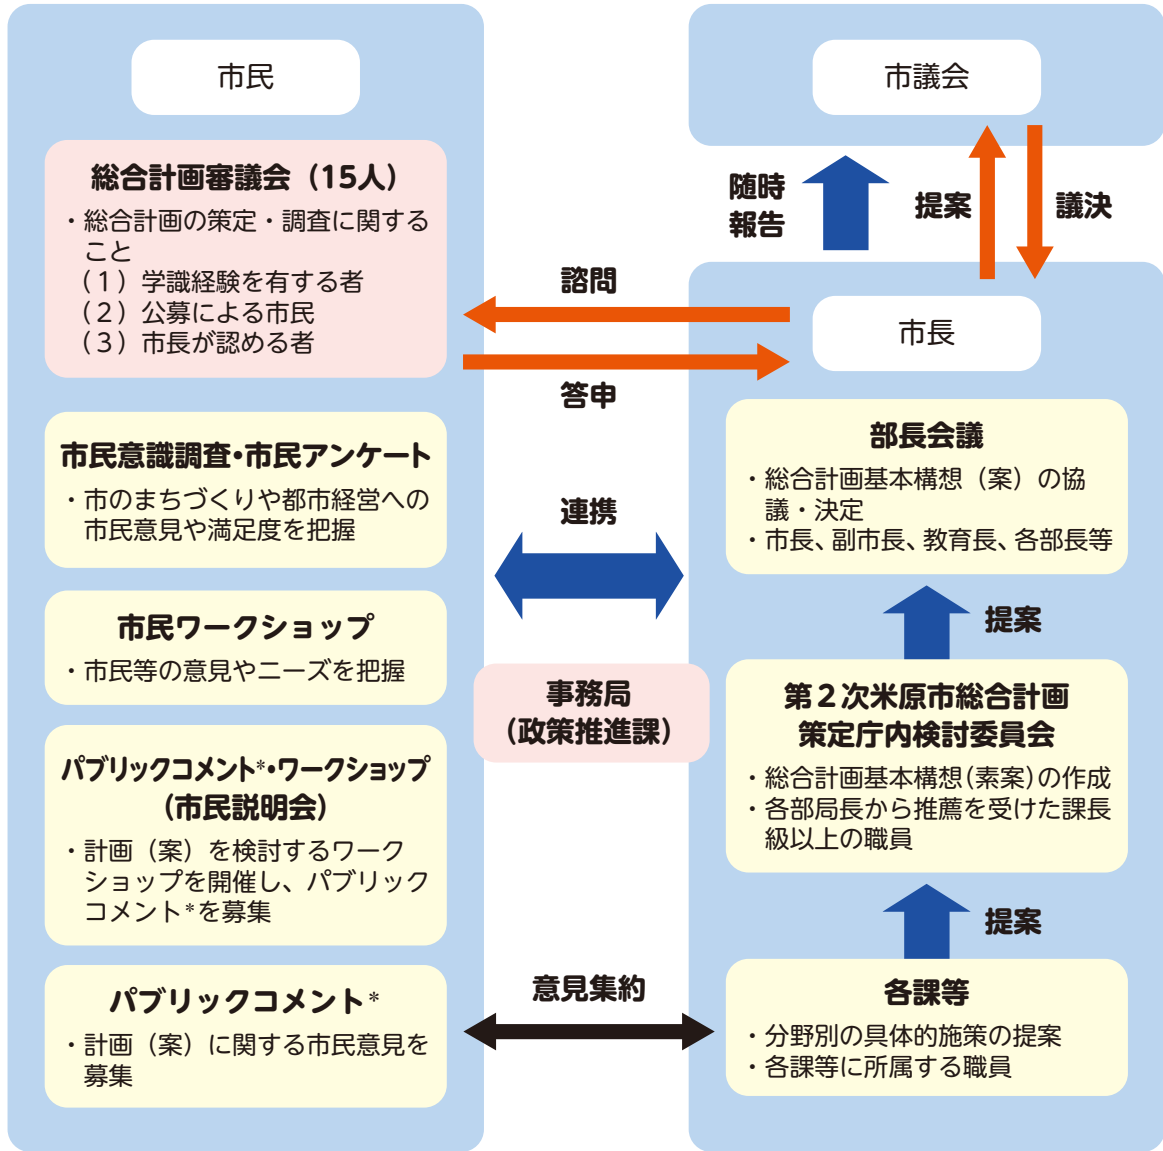 市民
総合計画審議会（15人）
・総合計画の策定・調査に関する
こと
（１）学識経験を有する者
（２）公募による市民
（３）市長が認める者
市民意識調査・市民アンケート
・市のまちづくりや都市経営への
市民意見や満足度を把握
市民ワークショップ
・市民等の意見やニーズを把握
パブリックコメント*・ワークショップ
（市民説明会）
・計画（案）を検討するワーク
ショップを開催し、パブリック
コメント*を募集
パブリックコメント*
・計画（案）に関する市民意見を
募集
諮問
答申
連携
事務局
（政策推進課）
意見集約
市議会
随時
報告
提案
議決
市長
部長会議
・総合計画基本構想（案）の協
議・決定
・市長、副市長、教育長、各部長等
提案
第２次米原市総合計画
策定庁内検討委員会
・総合計画基本構想（素案）の作成
・各部局長から推薦を受けた課長
級以上の職員
提案
各課等
・分野別の具体的施策の提案
・各課等に所属する職員